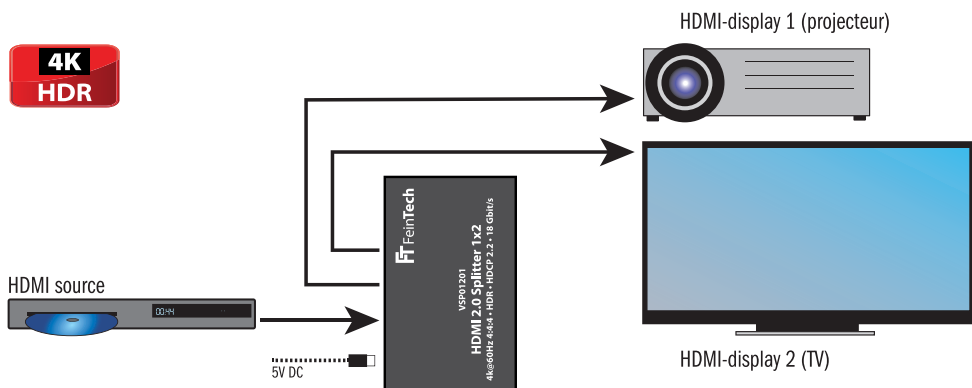 HDMI-display 1 (projecteur)
4K
HDR
FT FeinTech
VSP01201
HDMI 2.0 Splitter 1x2
4k@60Hz 4:4:4 • HDR • HDCP 2.2 • 18 Gbit/s
HDMI source
00:44
5V DC
HDMI-display 2 (TV)